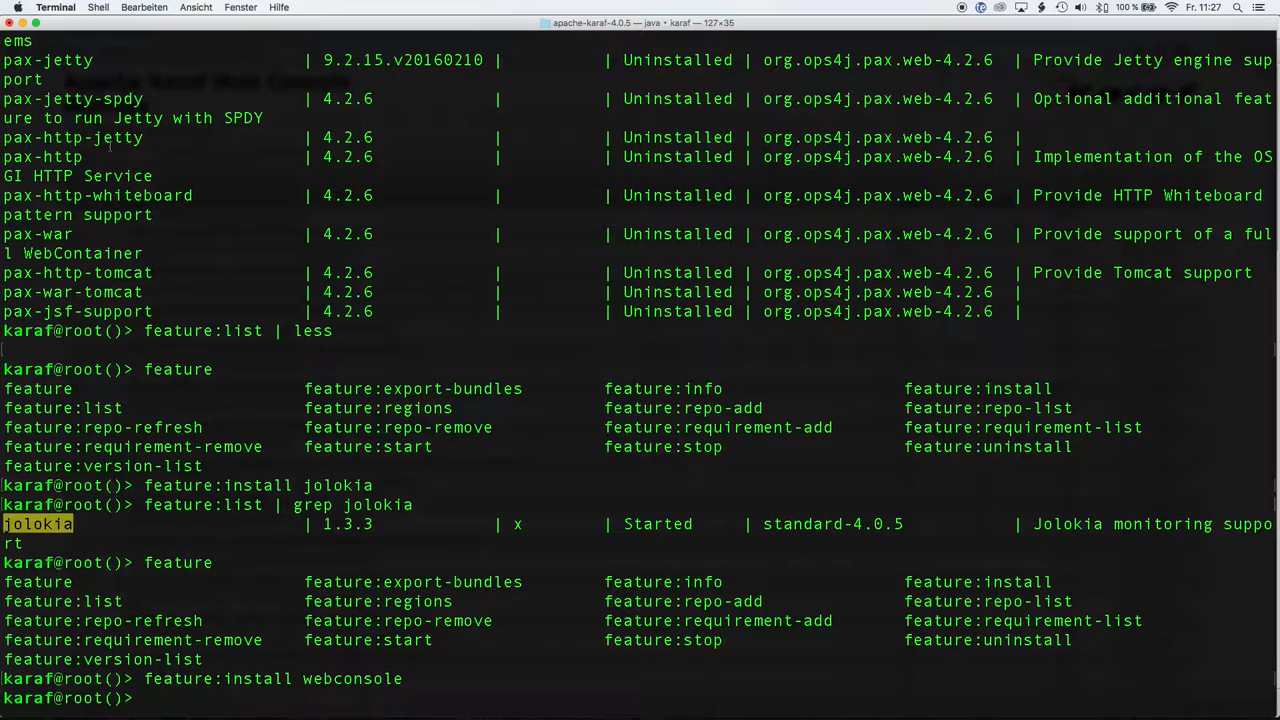 Terminal Shell Bearbeiten Ansicht Fenster Hilfe 100 % Fr. 11:27
apache-karaf-4.0.5 — java • karaf — 127×35
ems
pax-jetty | 9.2.15.v20160210 | | Uninstalled | org.ops4j.pax.web-4.2.6 | Provide Jetty engine sup
port
pax-jetty-spdy | 4.2.6 | | Uninstalled | org.ops4j.pax.web-4.2.6 | Optional additional feat
ure to run Jetty with SPDY
pax-http-jetty | 4.2.6 | | Uninstalled | org.ops4j.pax.web-4.2.6 |
pax-http | 4.2.6 | | Uninstalled | org.ops4j.pax.web-4.2.6 | Implementation of the OS
GI HTTP Service
pax-http-whiteboard | 4.2.6 | | Uninstalled | org.ops4j.pax.web-4.2.6 | Provide HTTP Whiteboard
pattern support
pax-war | 4.2.6 | | Uninstalled | org.ops4j.pax.web-4.2.6 | Provide support of a ful
l WebContainer
pax-http-tomcat | 4.2.6 | | Uninstalled | org.ops4j.pax.web-4.2.6 | Provide Tomcat support
pax-war-tomcat | 4.2.6 | | Uninstalled | org.ops4j.pax.web-4.2.6 |
pax-jsf-support | 4.2.6 | | Uninstalled | org.ops4j.pax.web-4.2.6 |
karaf@root()> feature:list | less
karaf@root()> feature
feature feature:export-bundles feature:info feature:install
feature:list feature:regions feature:repo-add feature:repo-list
feature:repo-refresh feature:repo-remove feature:requirement-add feature:requirement-list
feature:requirement-remove feature:start feature:stop feature:uninstall
feature:version-list
karaf@root()> feature:install jolokia
karaf@root()> feature:list | grep jolokia
jolokia | 1.3.3 | x | Started | standard-4.0.5 | Jolokia monitoring suppo
rt
karaf@root()> feature
feature feature:export-bundles feature:info feature:install
feature:list feature:regions feature:repo-add feature:repo-list
feature:repo-refresh feature:repo-remove feature:requirement-add feature:requirement-list
feature:requirement-remove feature:start feature:stop feature:uninstall
feature:version-list
karaf@root()> feature:install webconsole
karaf@root()>